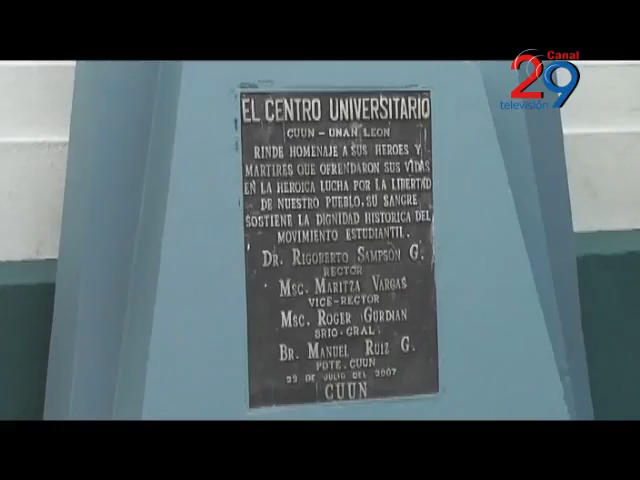 Canal
29
televisión
EL CENTRO UNIVERSITARIO
CUUN - UNAN LEON
RINDE HOMENAJE A SUS HEROES Y
MARTIRES QUE OFRENDARON SUS VIDAS
EN LA HEROICA LUCHA POR LA LIBERTAD
DE NUESTRO PUEBLO. SU SANGRE
SOSTIENE LA DIGNIDAD HISTORICA DEL
MOVIMIENTO ESTUDIANTIL.
DR. RIGOBERTO SAMPSON G.
RECTOR
MSC. MARITZA VARGAS
VICE-RECTOR
MSC. ROGER GURDIAN
SRIO-GRAL.
BR. MANUEL RUIZ G.
PDTE. CUUN
23 DE JULIO DEL 2007
CUUN